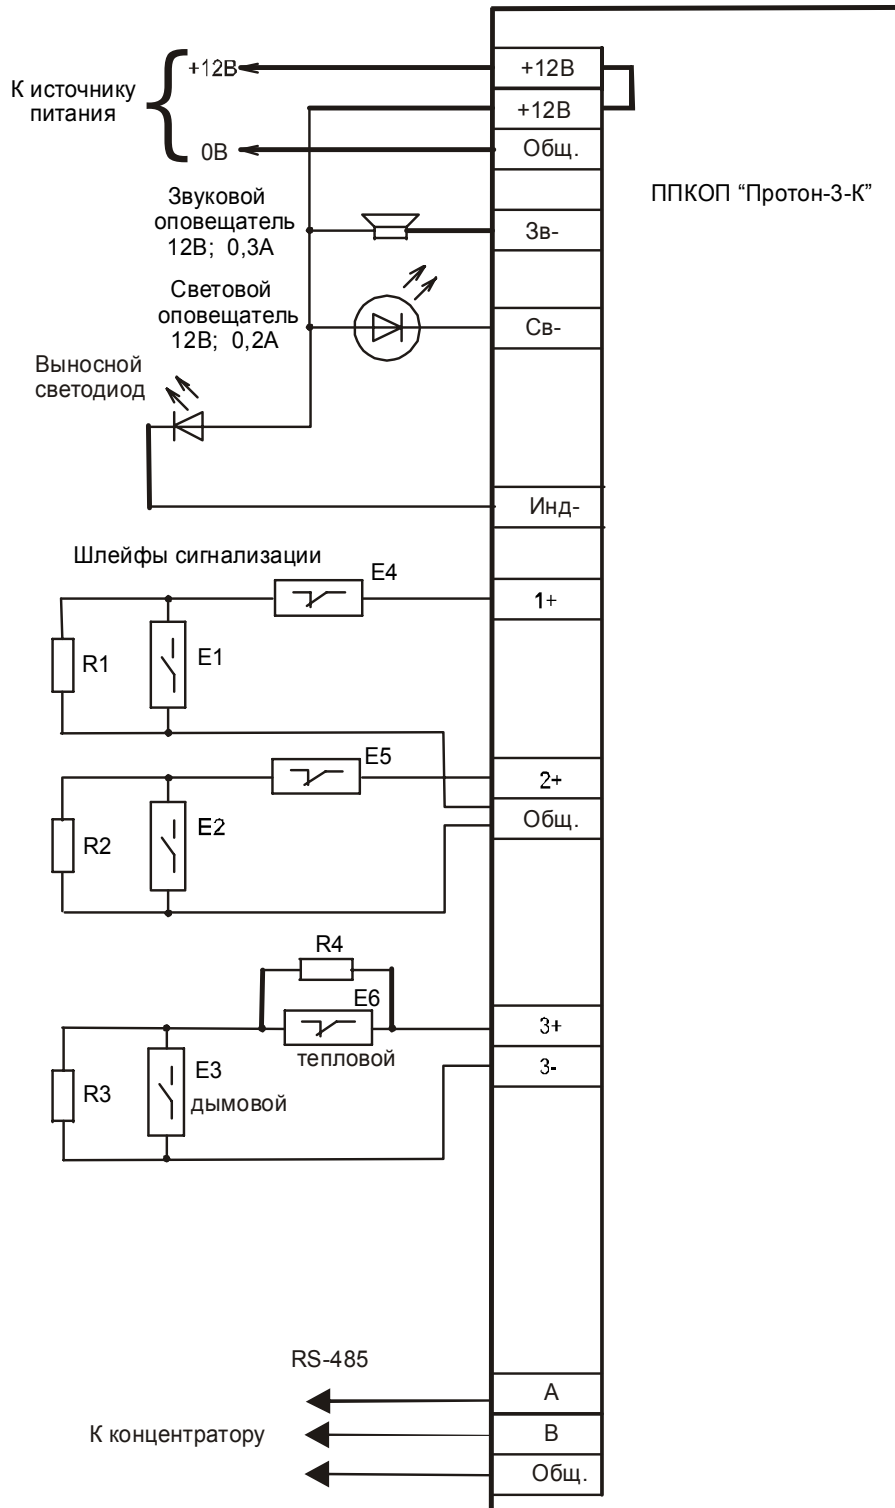 К источнику
питания
+12В
0В
+12В
+12В
Общ.
ППКОП “Протон-3-К”
Звуковой
оповещатель
12В; 0,3А
Зв-
Световой
оповещатель
12В; 0,2А
Св-
Выносной
светодиод
Инд-
Шлейфы сигнализации
E4
1+
R1
E1
E5
2+
Общ.
R2
E2
R4
E6
тепловой
3+
3-
R3
E3
дымовой
RS-485
К концентратору
A
B
Общ.